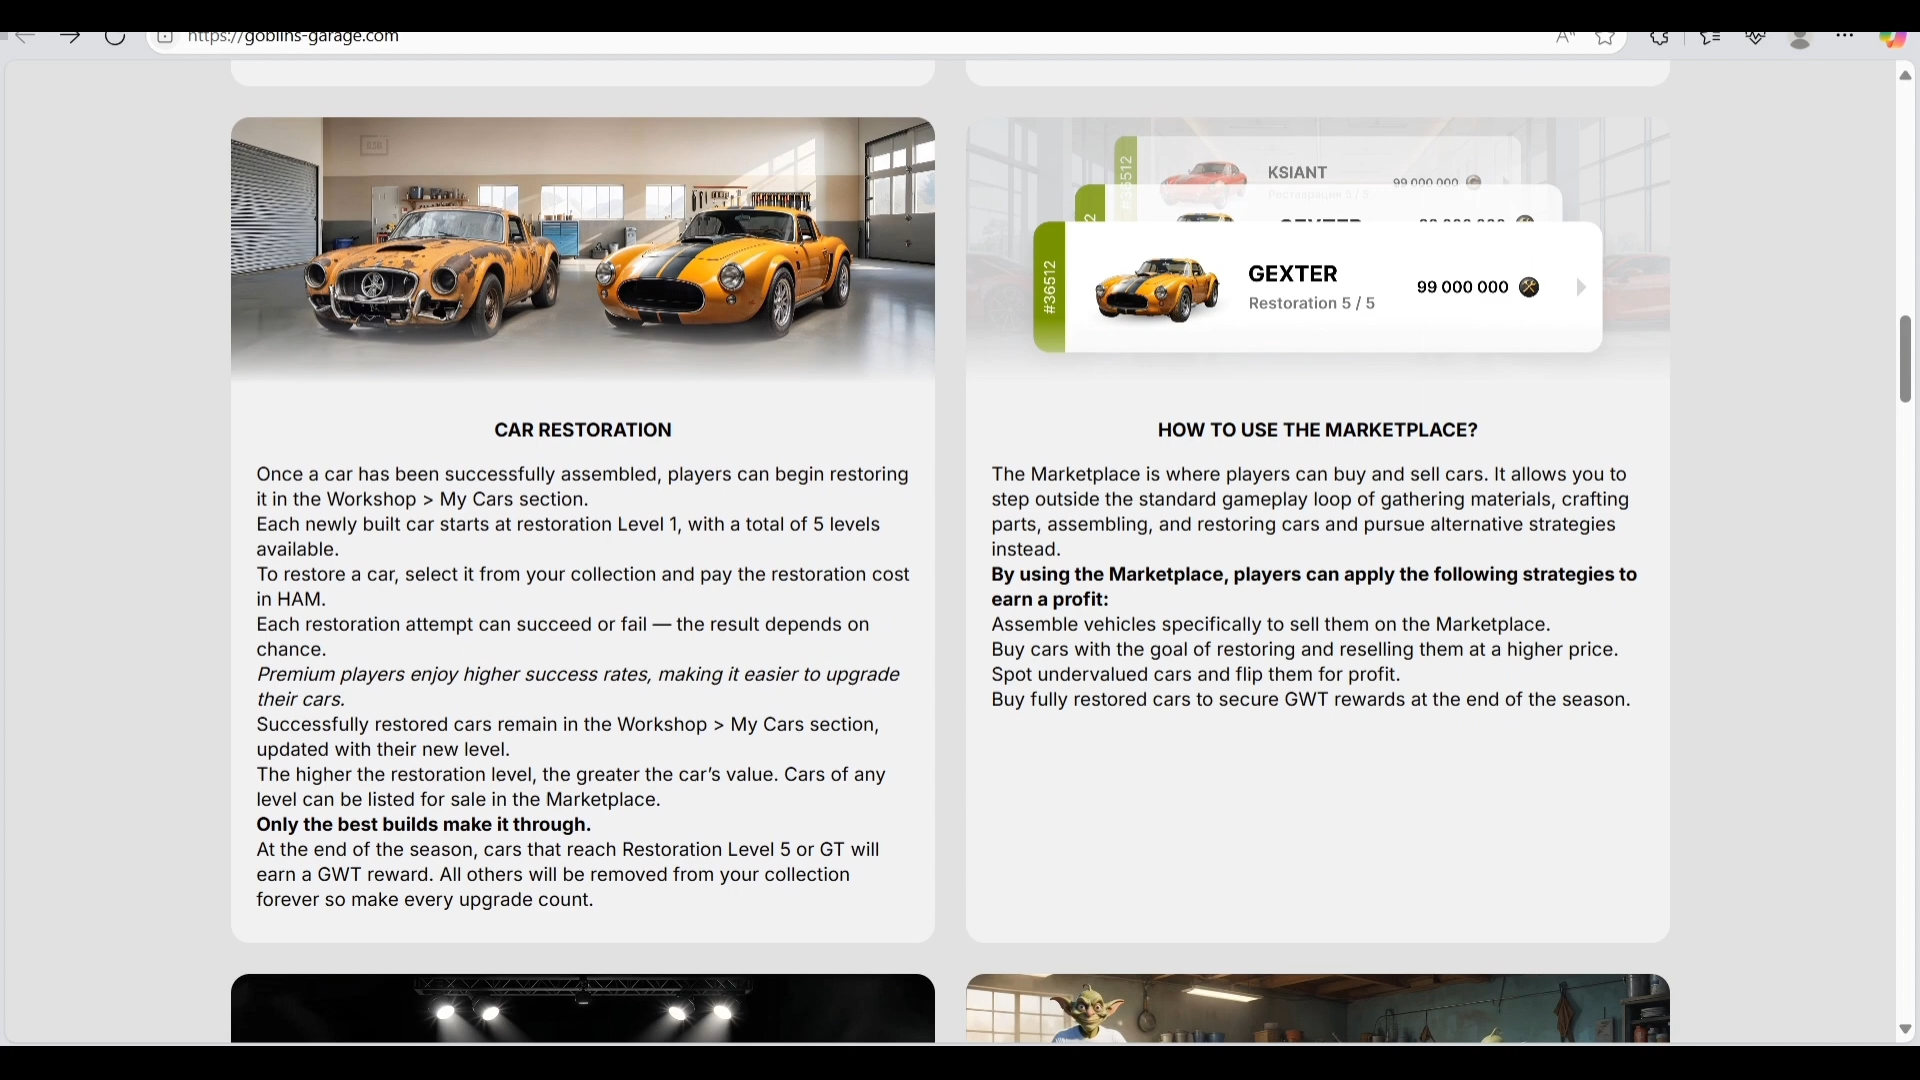 https://goblins-garage.com
CAR RESTORATION
Once a car has been successfully assembled, players can begin restoring
it in the Workshop > My Cars section.
Each newly built car starts at restoration Level 1, with a total of 5 levels
available.
To restore a car, select it from your collection and pay the restoration cost
in HAM.
Each restoration attempt can succeed or fail — the result depends on
chance.
Premium players enjoy higher success rates, making it easier to upgrade
their cars.
Successfully restored cars remain in the Workshop > My Cars section,
updated with their new level.
The higher the restoration level, the greater the car’s value. Cars of any
level can be listed for sale in the Marketplace.
Only the best builds make it through.
At the end of the season, cars that reach Restoration Level 5 or GT will
earn a GWT reward. All others will be removed from your collection
forever so make every upgrade count.
#36512
KSIANT
99 000 000
Реставрация 5 / 5
GEXTER
99 000 000
#36512
GEXTER
99 000 000
Restoration 5 / 5
HOW TO USE THE MARKETPLACE?
The Marketplace is where players can buy and sell cars. It allows you to
step outside the standard gameplay loop of gathering materials, crafting
parts, assembling, and restoring cars and pursue alternative strategies
instead.
By using the Marketplace, players can apply the following strategies to
earn a profit:
Assemble vehicles specifically to sell them on the Marketplace.
Buy cars with the goal of restoring and reselling them at a higher price.
Spot undervalued cars and flip them for profit.
Buy fully restored cars to secure GWT rewards at the end of the season.